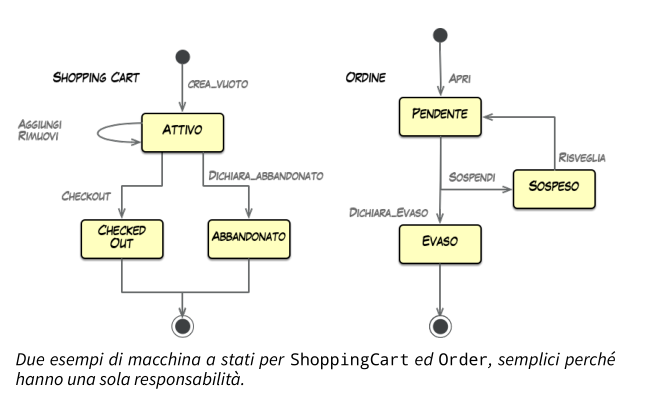 Shopping Cart
crea_vuoto
Aggiungi
Rimuovi
Attivo
Checkout
Dichiara_abbandonato
Checked
Out
Abbandonato
Ordine
Apri
Pendente
Risveglia
Sospendi
Sospeso
Dichiara_Evaso
Evaso
Due esempi di macchina a stati per ShoppingCart ed Order, semplici perché
hanno una sola responsabilità.